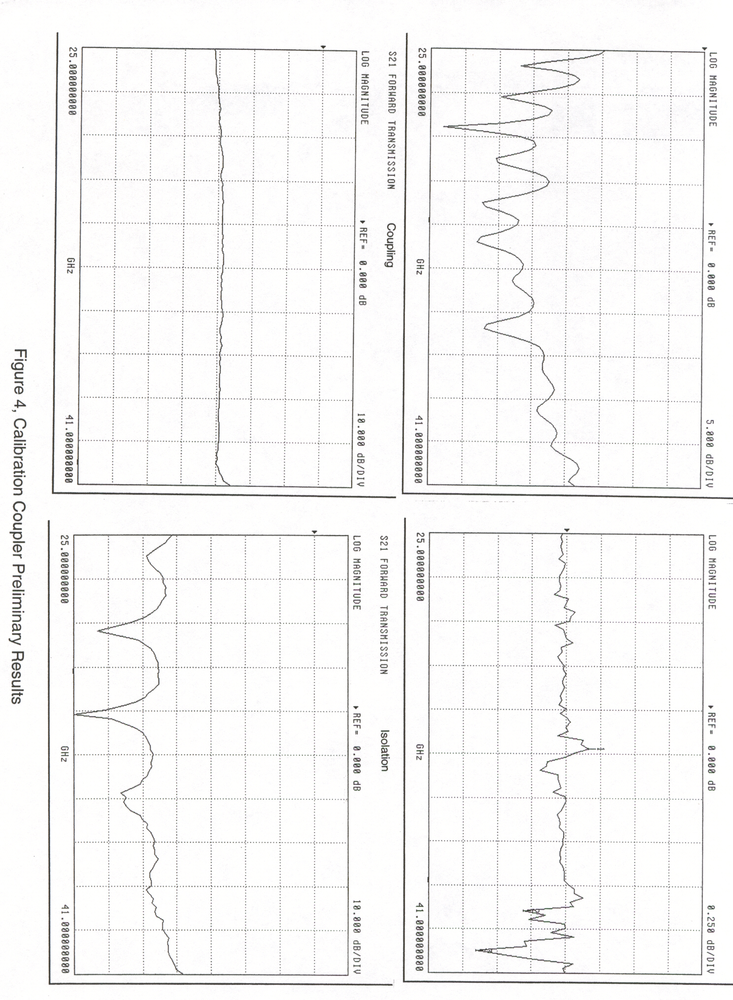 LOG MAGNITUDE ▶REF= 0.000 dB 5.000 dB/DIV
25.000000000 GHz 41.000000000
LOG MAGNITUDE ▶REF= 0.000 dB 0.250 dB/DIV
1
25.000000000 GHz 41.000000000
S21 FORWARD TRANSMISSION Coupling
LOG MAGNITUDE ▶REF= 0.000 dB 10.000 dB/DIV
25.000000000 GHz 41.000000000
S21 FORWARD TRANSMISSION Isolation
LOG MAGNITUDE ▶REF= 0.000 dB 10.000 dB/DIV
25.000000000 GHz 41.000000000
Figure 4, Calibration Coupler Preliminary Results